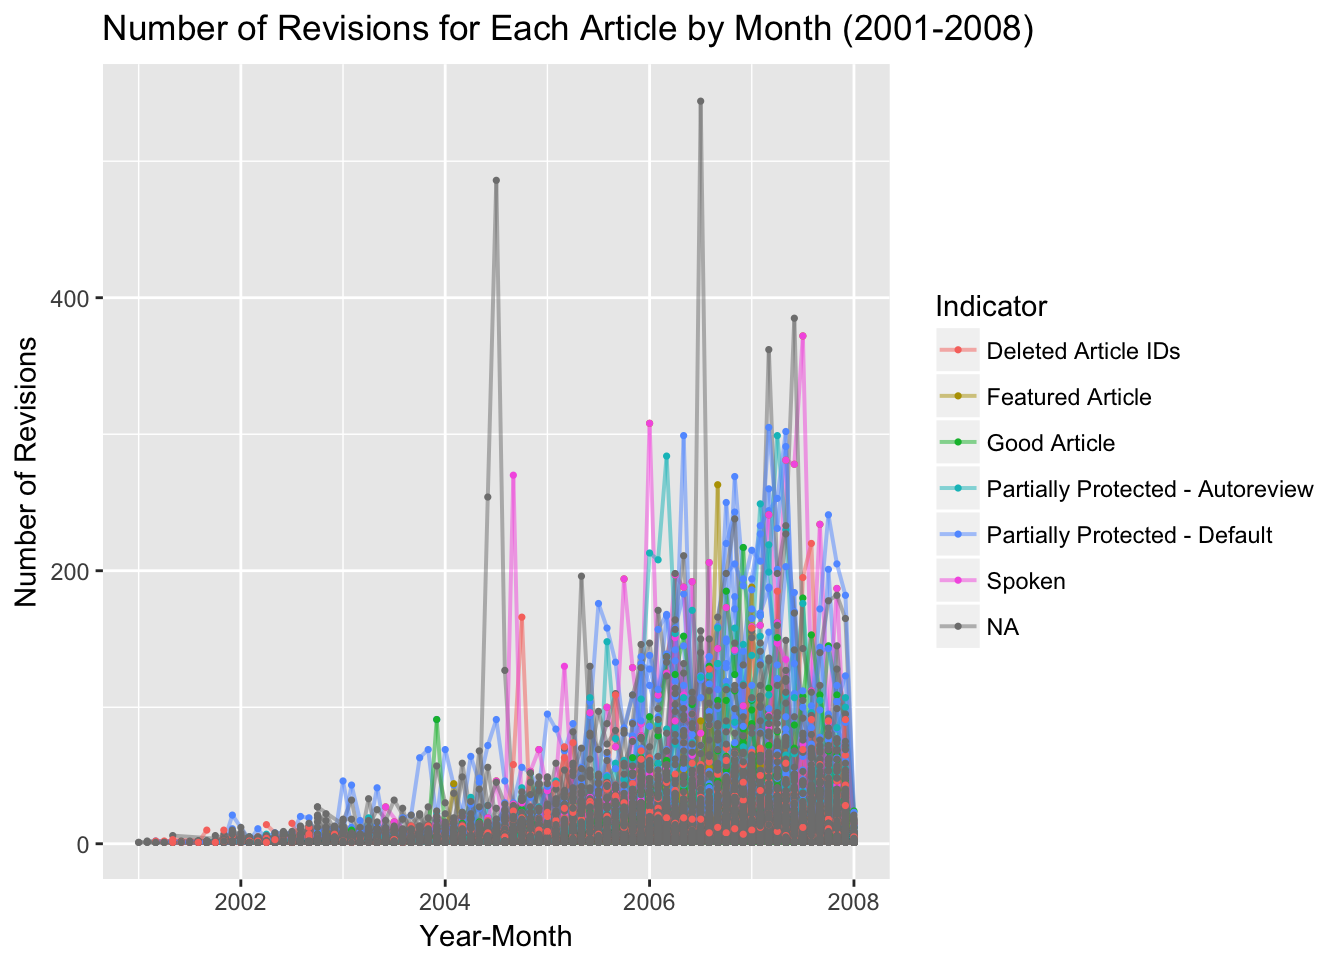 Number of Revisions for Each Article by Month (2001-2008)
Number of Revisions
400
200
0
2002
2004
2006
2008
Year-Month
Indicator
Deleted Article IDs
Featured Article
Good Article
Partially Protected - Autoreview
Partially Protected - Default
Spoken
NA